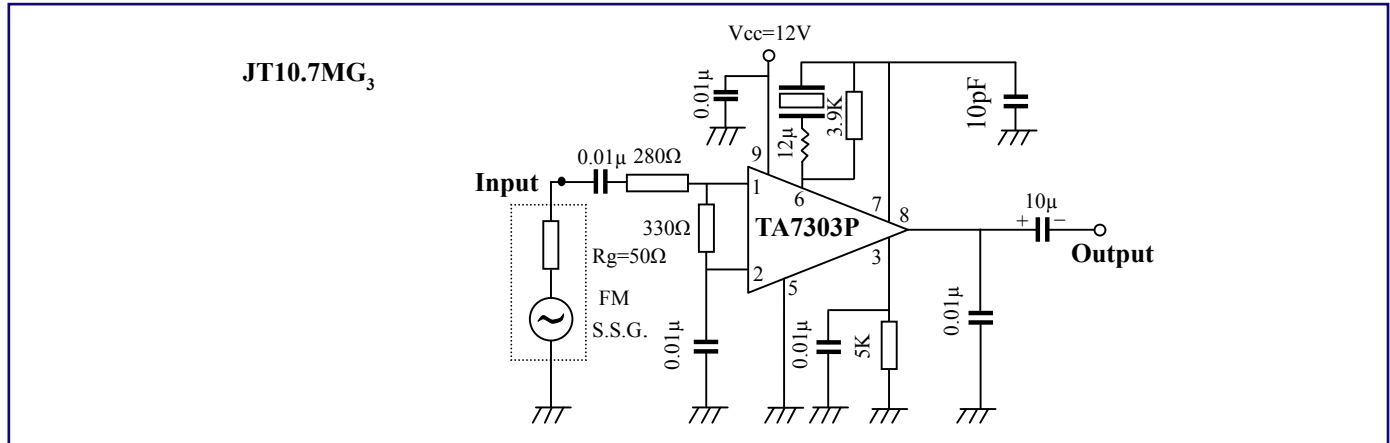 Vcc=12V
JT10.7MG₃
0.01µ
12µ
3.9K
10pF
9
0.01µ 280Ω
Input
1
6
7
8
10µ
+ −
330Ω
TA7303P
Rg=50Ω
2
3
Output
5
FM
S.S.G.
0.01µ
0.01µ
5K
0.01µ